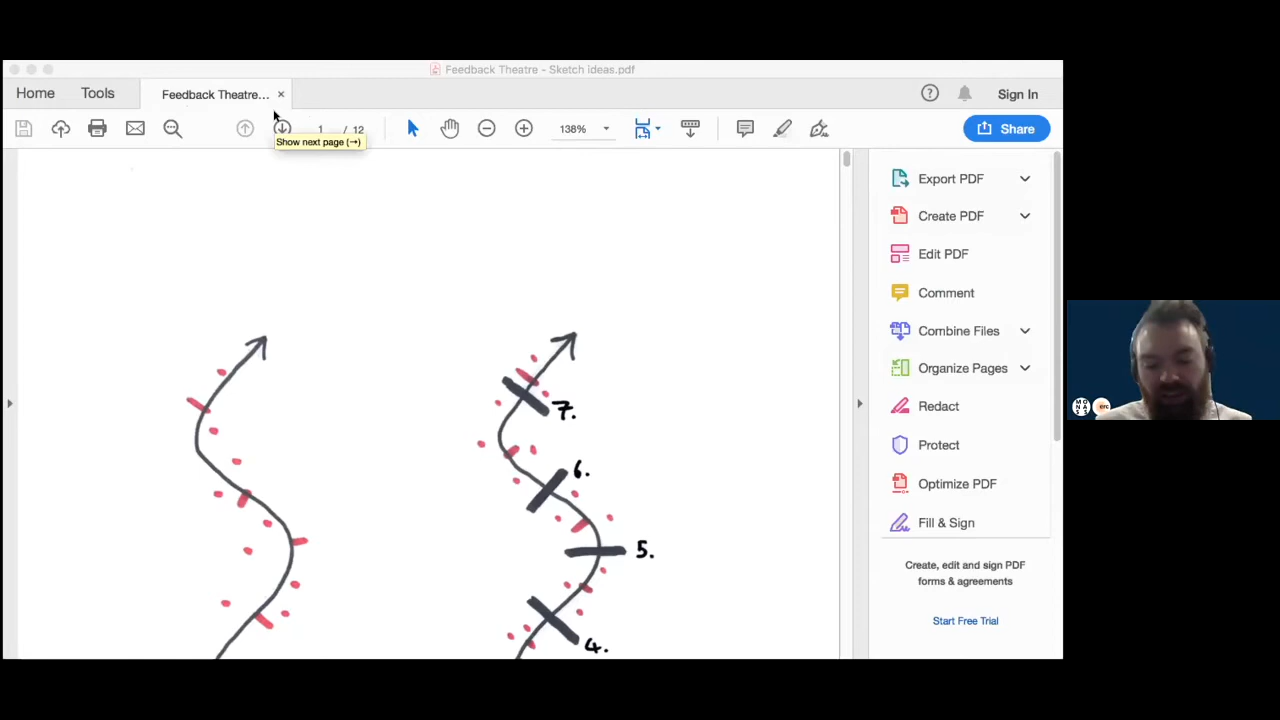 Feedback Theatre - Sketch ideas.pdf
Home Tools Feedback Theatre... × Sign In
1 / 12 138% Share
Show next page (→)
Export PDF
Create PDF
Edit PDF
Comment
Combine Files
Organize Pages
Redact
Protect
Optimize PDF
Fill & Sign
Create, edit and sign PDF
forms & agreements
Start Free Trial
7.
6.
5.
4.
MONASH
erc